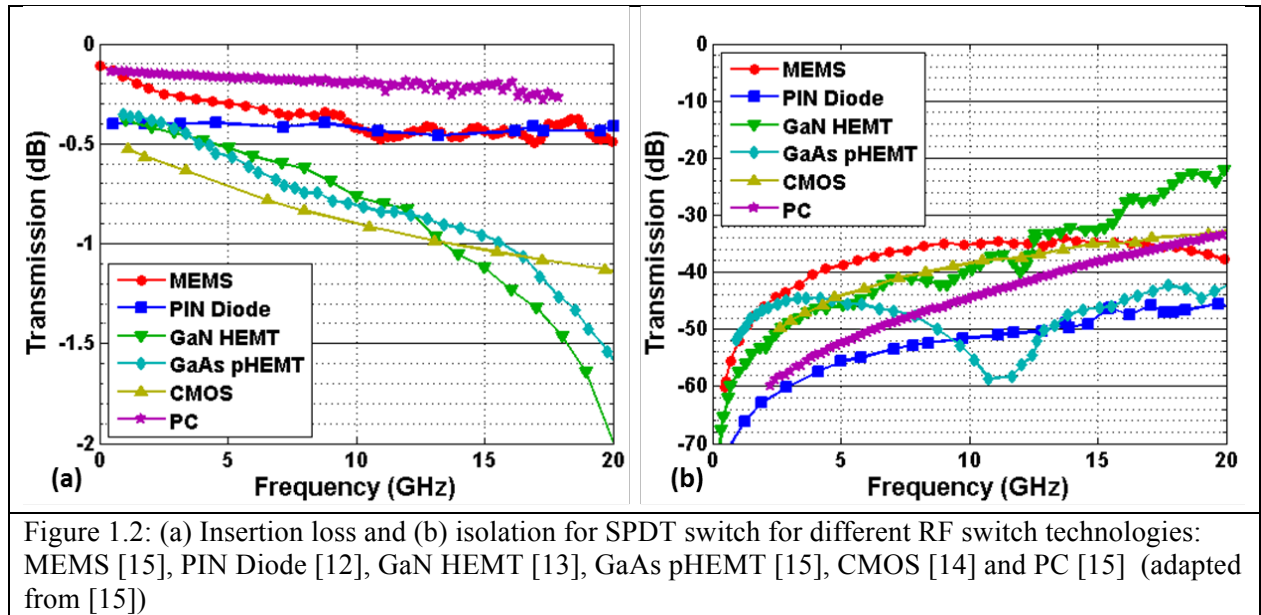 0
-0.5
-1
-1.5
-2
Transmission (dB)
MEMS
PIN Diode
GaN HEMT
GaAs pHEMT
CMOS
PC
0 5 10 15 20
(a) Frequency (GHz)
0
-10
-20
-30
-40
-50
-60
-70
Transmission (dB)
MEMS
PIN Diode
GaN HEMT
GaAs pHEMT
CMOS
PC
0 5 10 15 20
(b) Frequency (GHz)
Figure 1.2: (a) Insertion loss and (b) isolation for SPDT switch for different RF switch technologies:
MEMS [15], PIN Diode [12], GaN HEMT [13], GaAs pHEMT [15], CMOS [14] and PC [15] (adapted
from [15])